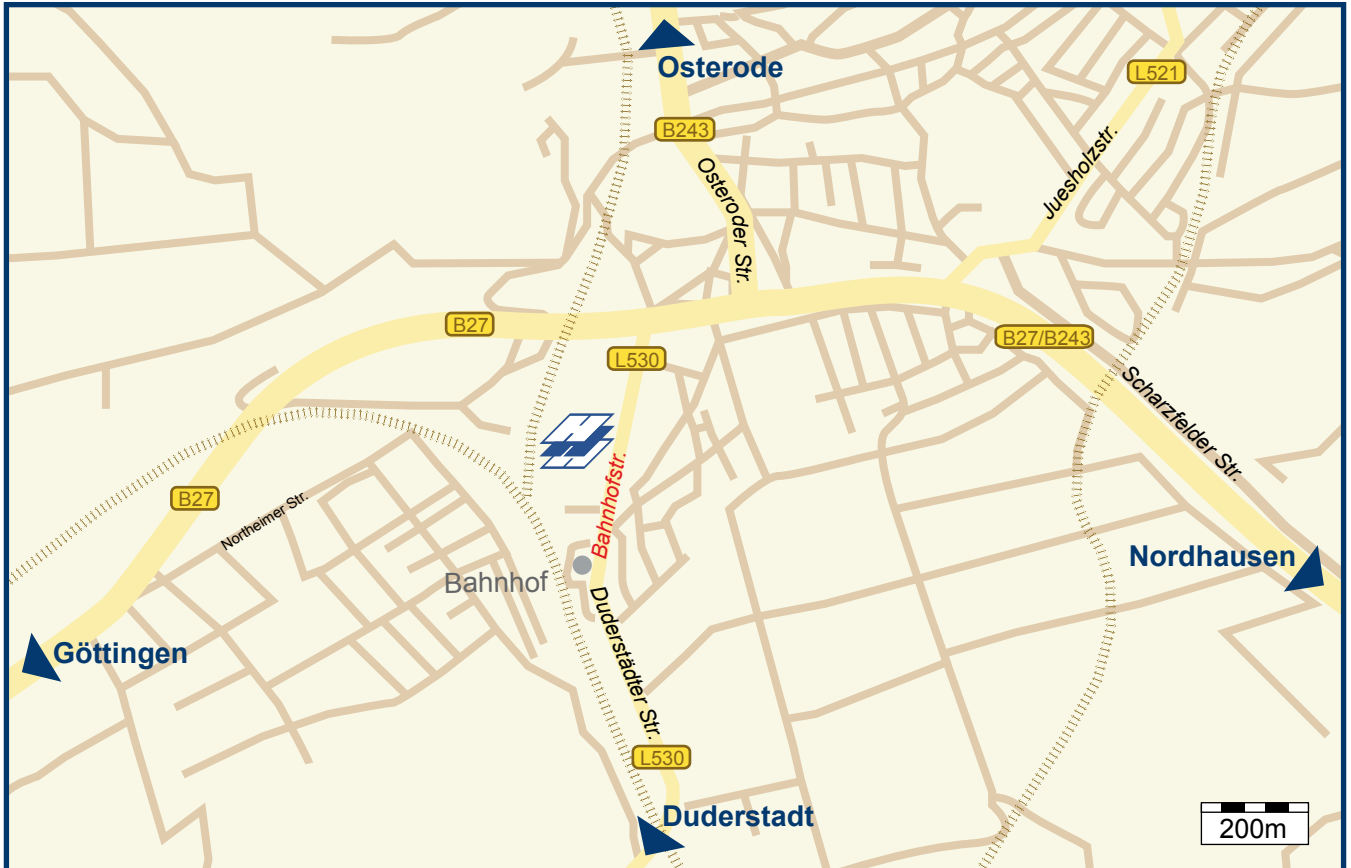 Osterode
L521
B243
Osteroder Str.
Juesholzstr.
B27
B27/B243
L530
Scharzfelder Str.
Bahnhofstr.
B27
Northeimer Str.
Nordhausen
Bahnhof
Duderstädter Str.
Göttingen
L530
Duderstadt
200m